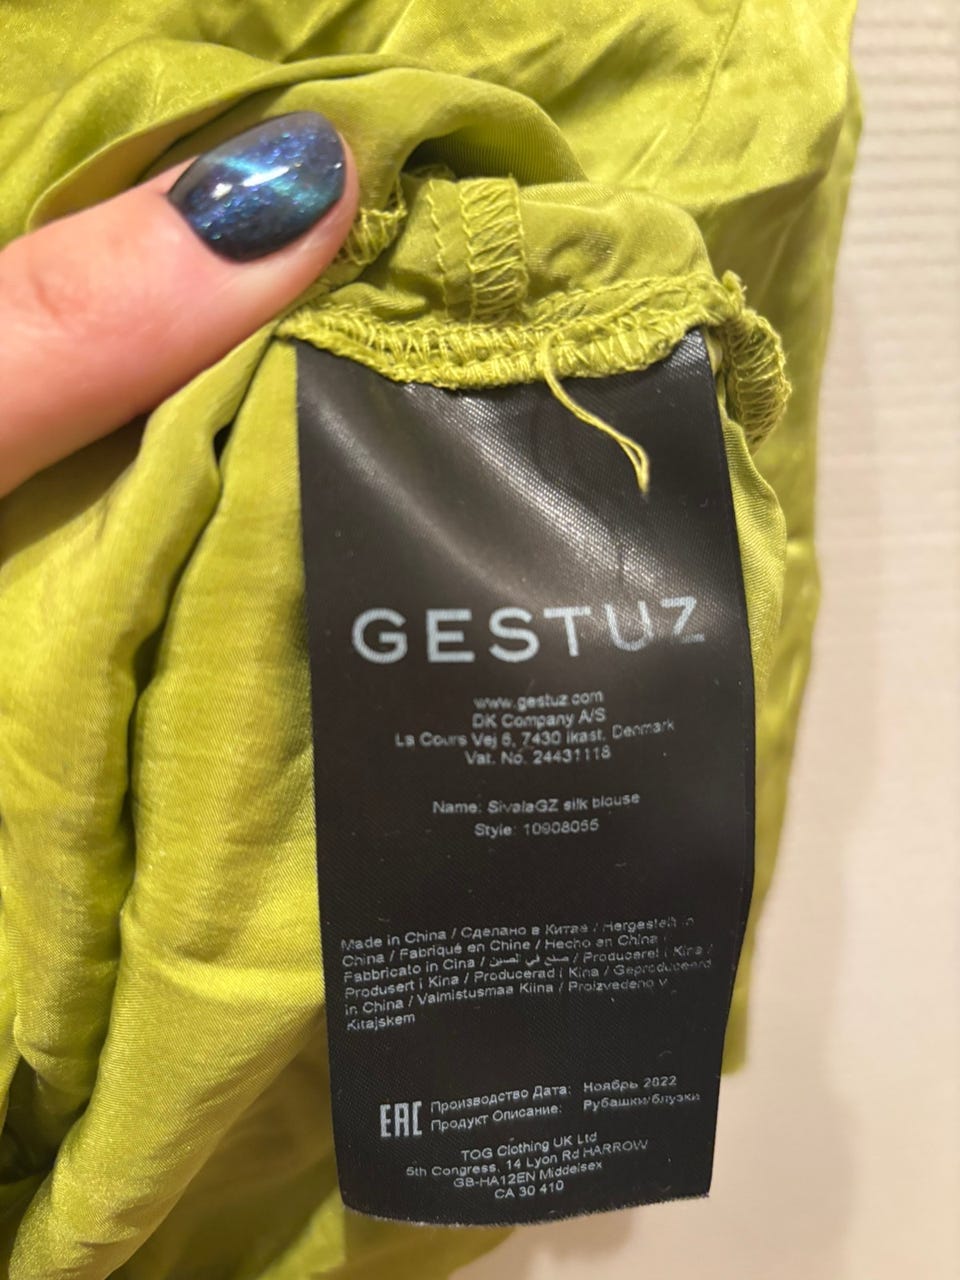 GESTUZ
www.gestuz.com
DK Company A/S
La Cours Vej 6, 7430 Ikast, Denmark
Vat. No. 24431118
Name: SivalaGZ silk blouse
Style: 10908055
Made in China / Сделано в Китае / Hergestellt in
China / Fabriqué en Chine / Hecho en China /
Fabbricato in Cina / صنع في الصين / Produceret i Kina /
Produsert i Kina / Producerad i Kina / Geproduceerd
in China / Valmistusmaa Kiina / Proizvedeno v
Kitajskem
EAC Производство Дата: Ноябрь 2022
Продукт Описание: Рубашки/блузки
TOG Clothing UK Ltd
5th Congress, 14 Lyon Rd HARROW
GB-HA12EN Middelsex
CA 30 410